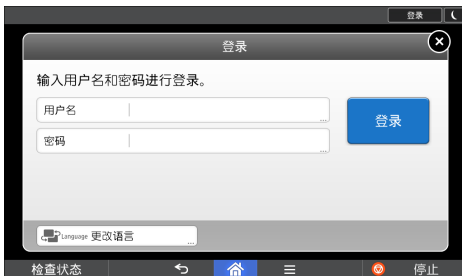 登录
登录
输入用户名和密码进行登录。
用户名
...
登录
密码
...
Language 更改语言
...
检查状态
停止